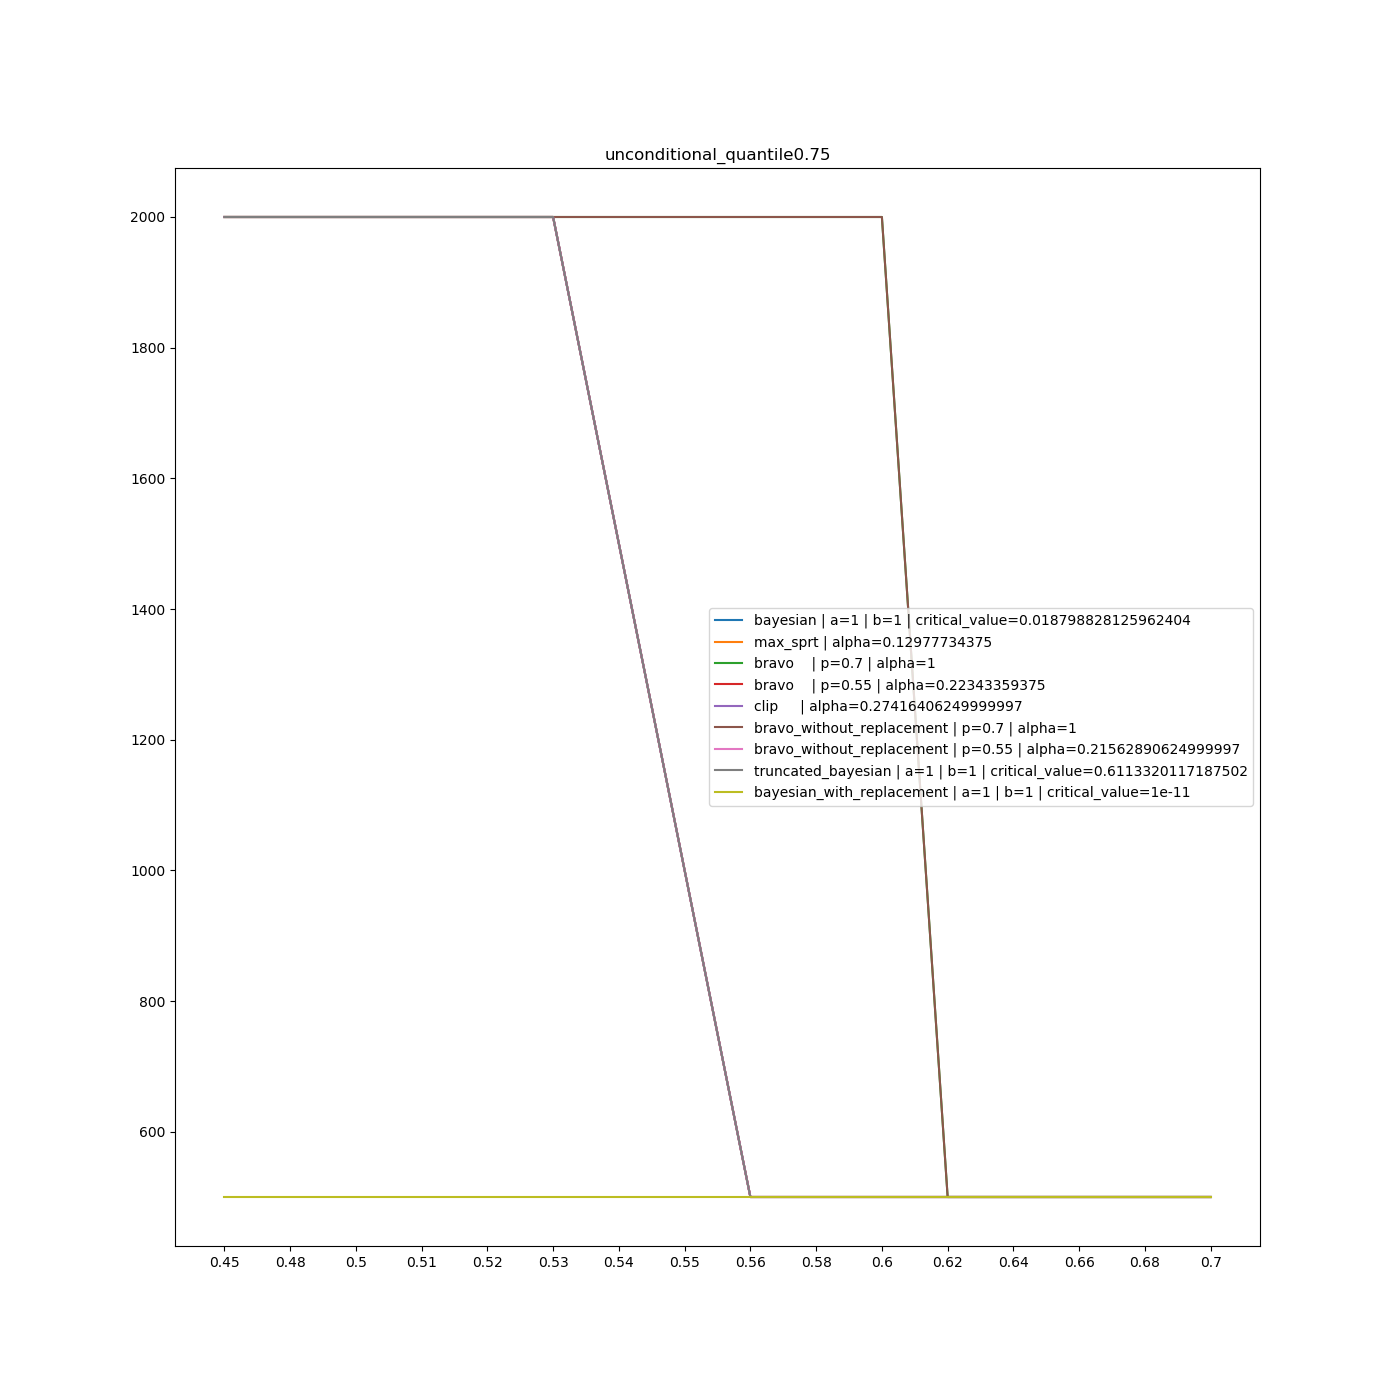 unconditional_quantile0.75
2000
1800
1600
1400
1200
1000
800
600
bayesian | a=1 | b=1 | critical_value=0.018798828125962404
max_sprt | alpha=0.12977734375
bravo    | p=0.7 | alpha=1
bravo    | p=0.55 | alpha=0.22343359375
clip     | alpha=0.27416406249999997
bravo_without_replacement | p=0.7 | alpha=1
bravo_without_replacement | p=0.55 | alpha=0.21562890624999997
truncated_bayesian | a=1 | b=1 | critical_value=0.6113320117187502
bayesian_with_replacement | a=1 | b=1 | critical_value=1e-11
0.45 0.48 0.5 0.51 0.52 0.53 0.54 0.55 0.56 0.58 0.6 0.62 0.64 0.66 0.68 0.7